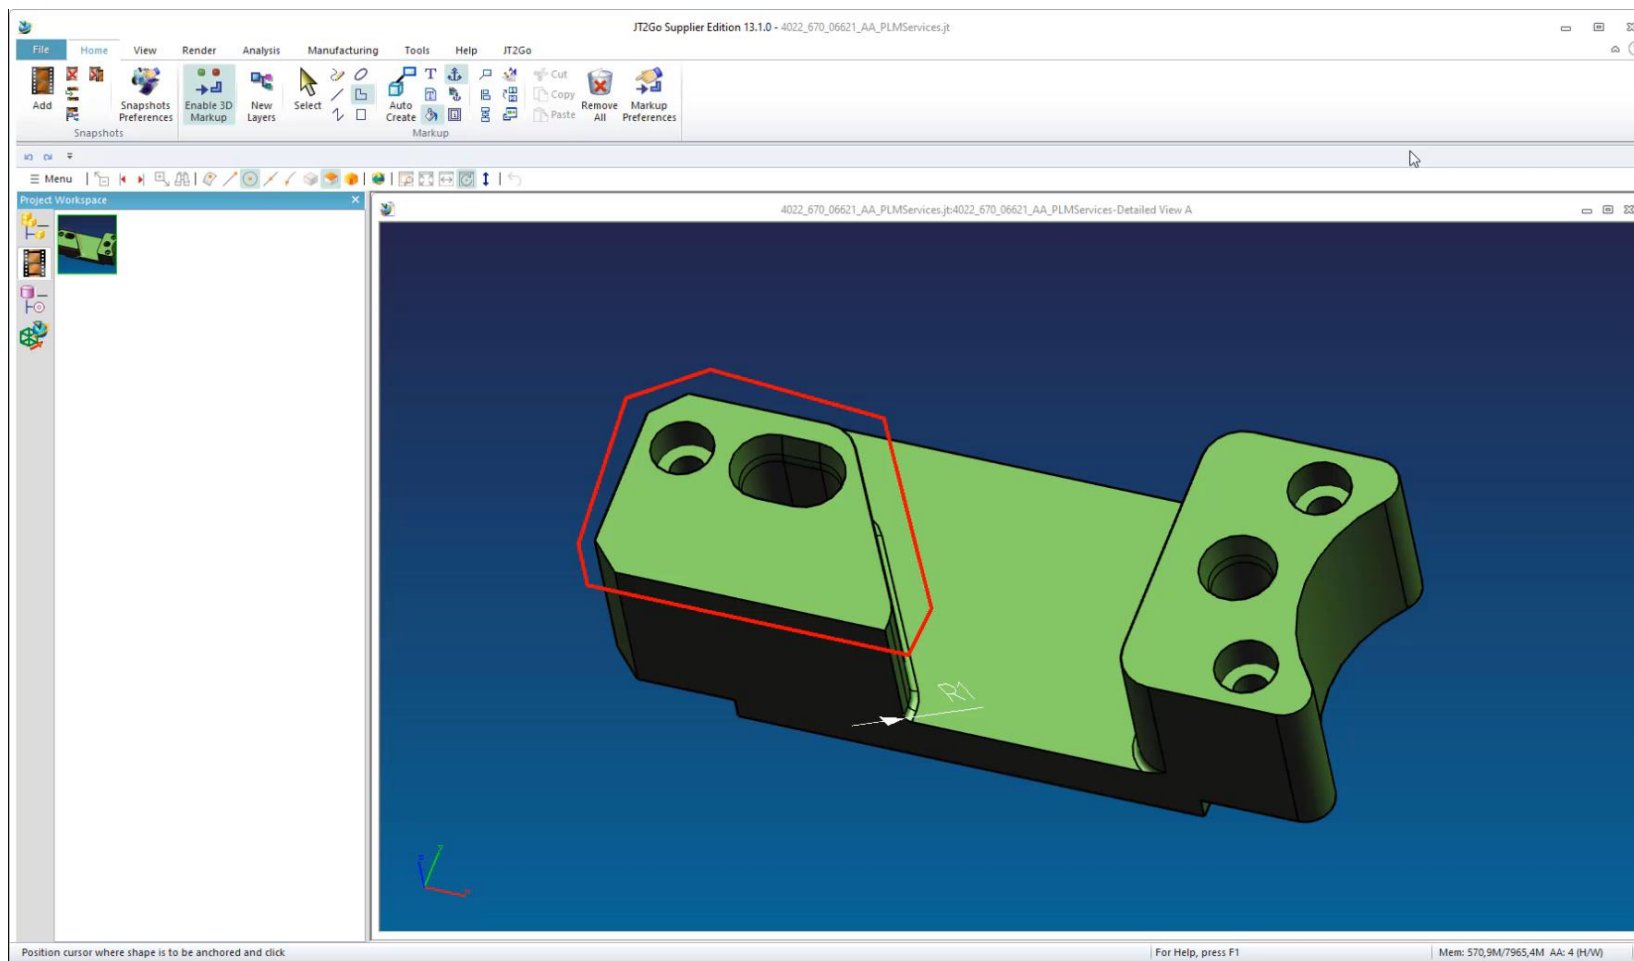 JT2Go Supplier Edition 13.1.0 - 4022_670_06621_AA_PLMServices.jt
File Home View Render Analysis Manufacturing Tools Help JT2Go
Add
Snapshots Preferences
Enable 3D Markup
New Layers
Select
Auto Create
T
Cut
Copy
Paste
Remove All
Markup Preferences
Snapshots
Markup
Menu
Project Workspace
4022_670_06621_AA_PLMServices.jt:4022_670_06621_AA_PLMServices-Detailed View A
R1
Position cursor where shape is to be anchored and click
For Help, press F1
Mem: 570,9M/7965,4M AA: 4 (H/W)